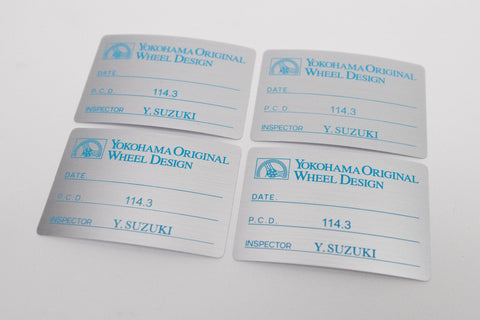 YOKOHAMA ORIGINAL
WHEEL DESIGN
DATE.
P.C.D. 114.3
INSPECTOR Y. SUZUKI
YOKOHAMA ORIGINAL
WHEEL DESIGN
DATE.
P.C.D. 114.3
INSPECTOR Y. SUZUKI
YOKOHAMA ORIGINAL
WHEEL DESIGN
DATE.
P.C.D. 114.3
INSPECTOR Y. SUZUKI
YOKOHAMA ORIGINAL
WHEEL DESIGN
DATE.
P.C.D. 114.3
INSPECTOR Y. SUZUKI